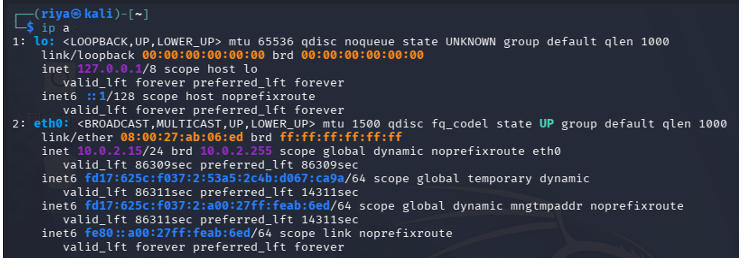 ┌──(riya㉿kali)-[~]
└─$ ip a
1: lo: <LOOPBACK,UP,LOWER_UP> mtu 65536 qdisc noqueue state UNKNOWN group default qlen 1000
    link/loopback 00:00:00:00:00:00 brd 00:00:00:00:00:00
    inet 127.0.0.1/8 scope host lo
       valid_lft forever preferred_lft forever
    inet6 ::1/128 scope host noprefixroute
       valid_lft forever preferred_lft forever
2: eth0: <BROADCAST,MULTICAST,UP,LOWER_UP> mtu 1500 qdisc fq_codel state UP group default qlen 1000
    link/ether 08:00:27:ab:06:ed brd ff:ff:ff:ff:ff:ff
    inet 10.0.2.15/24 brd 10.0.2.255 scope global dynamic noprefixroute eth0
       valid_lft 86309sec preferred_lft 86309sec
    inet6 fd17:625c:f037:2:53a5:2c4b:d067:ca9a/64 scope global temporary dynamic
       valid_lft 86311sec preferred_lft 14311sec
    inet6 fd17:625c:f037:2:a00:27ff:feab:6ed/64 scope global dynamic mngtmpaddr noprefixroute
       valid_lft 86311sec preferred_lft 14311sec
    inet6 fe80::a00:27ff:feab:6ed/64 scope link noprefixroute
       valid_lft forever preferred_lft forever